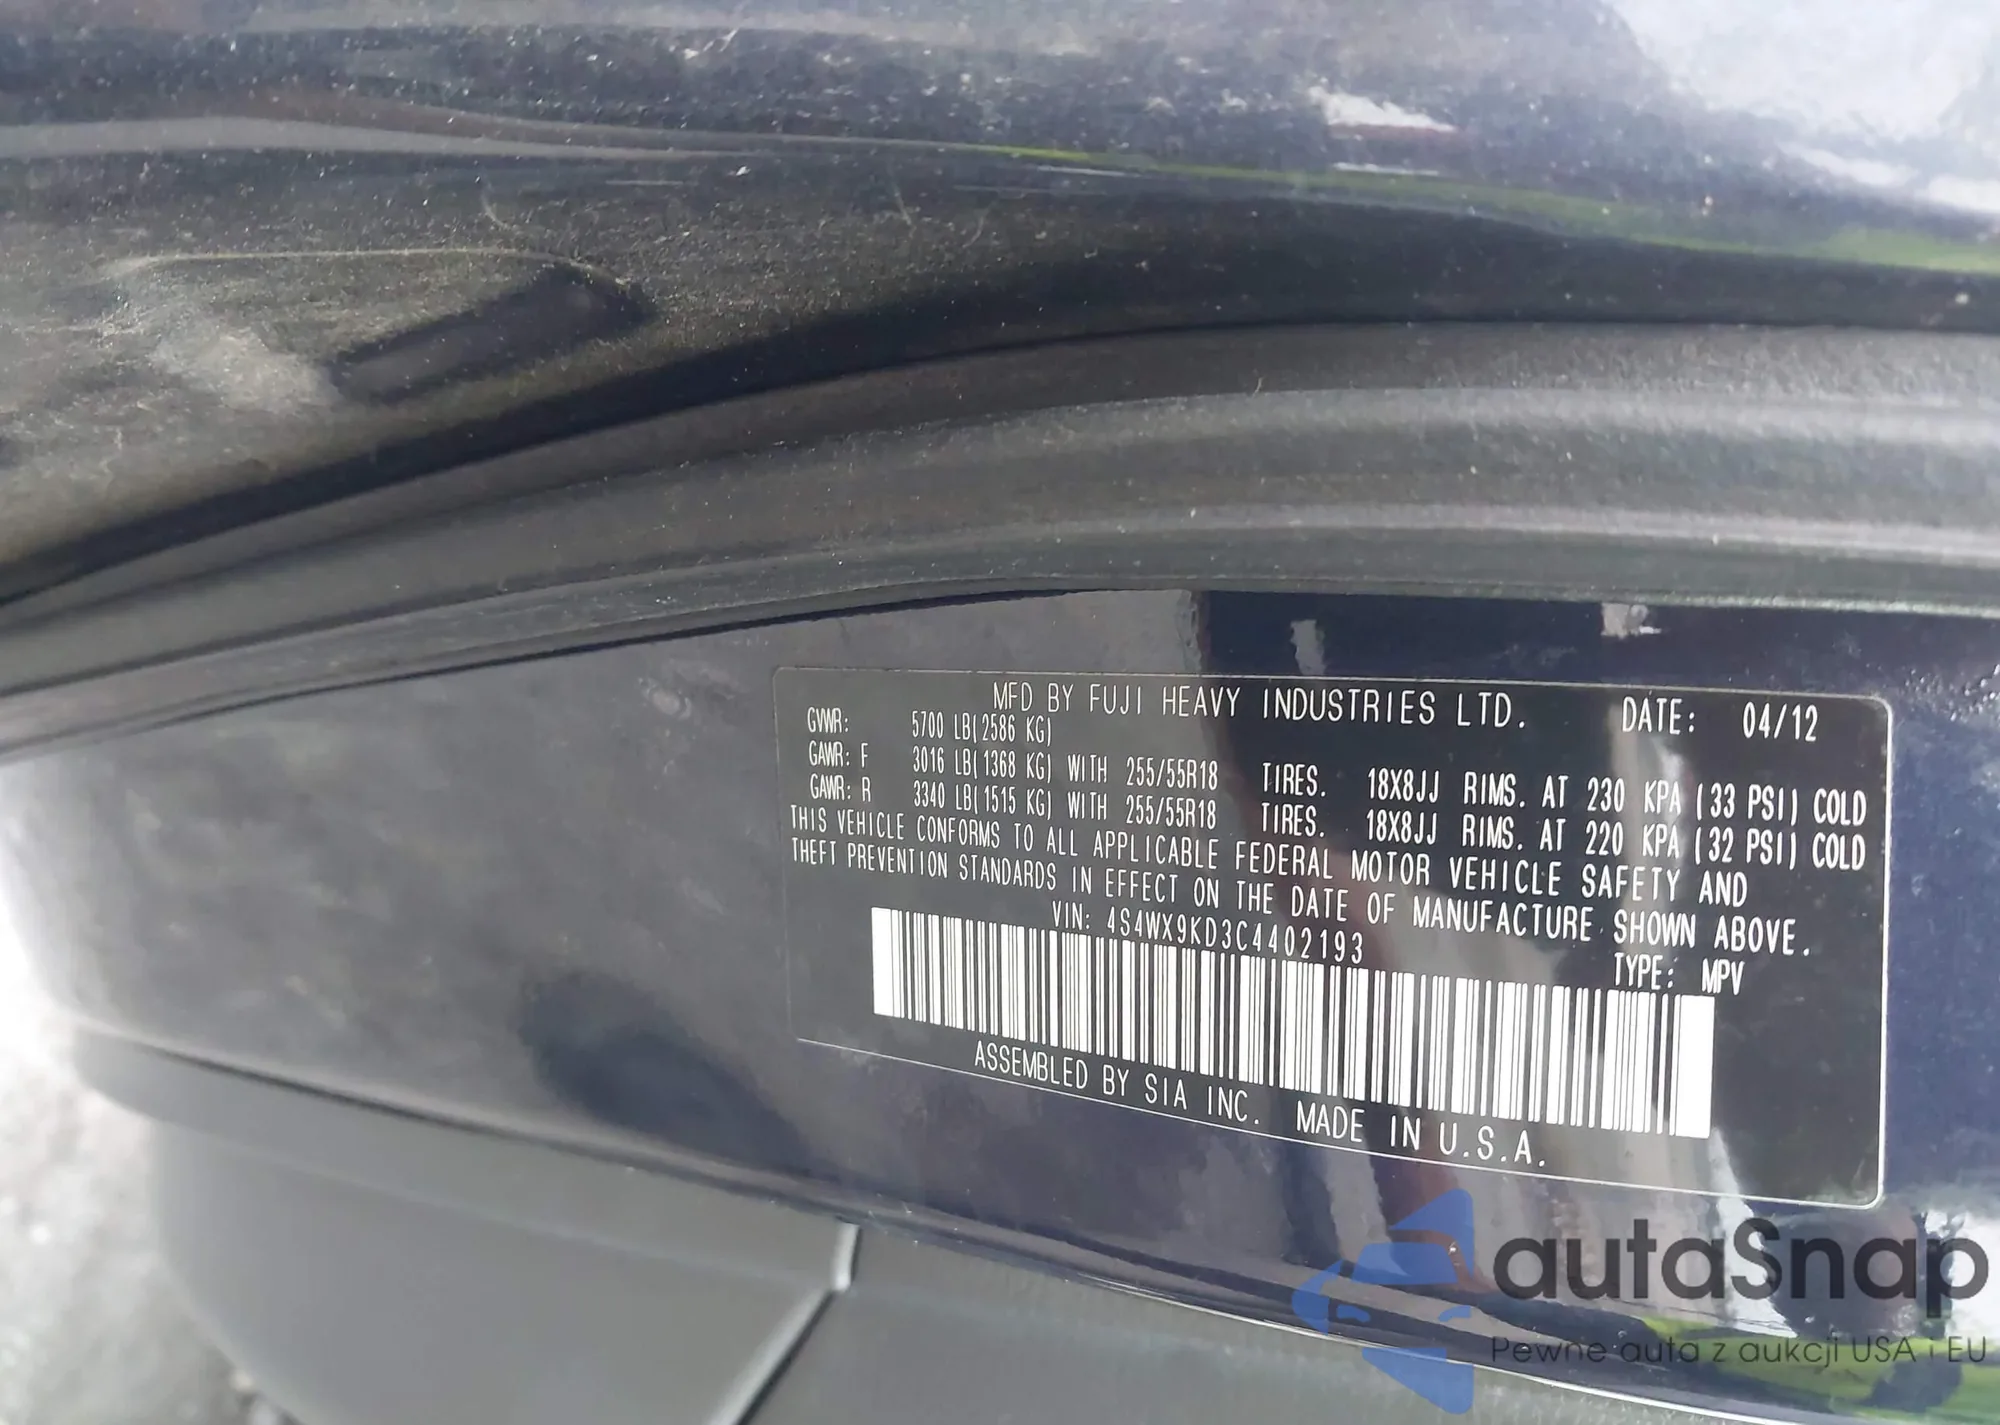 MFD BY FUJI HEAVY INDUSTRIES LTD. DATE: 04/12
GVWR: 5700 LB(2586 KG)
GAWR: F 3016 LB(1368 KG) WITH 255/55R18 TIRES. 18X8JJ RIMS. AT 230 KPA (33 PSI) COLD
GAWR: R 3340 LB(1515 KG) WITH 255/55R18 TIRES. 18X8JJ RIMS. AT 220 KPA (32 PSI) COLD
THIS VEHICLE CONFORMS TO ALL APPLICABLE FEDERAL MOTOR VEHICLE SAFETY AND
THEFT PREVENTION STANDARDS IN EFFECT ON THE DATE OF MANUFACTURE SHOWN ABOVE.
VIN: 4S4WX9KD3C4402193 TYPE: MPV
ASSEMBLED BY SIA INC. MADE IN U.S.A.
autaSnap
Pewne auta z aukcji USA i EU